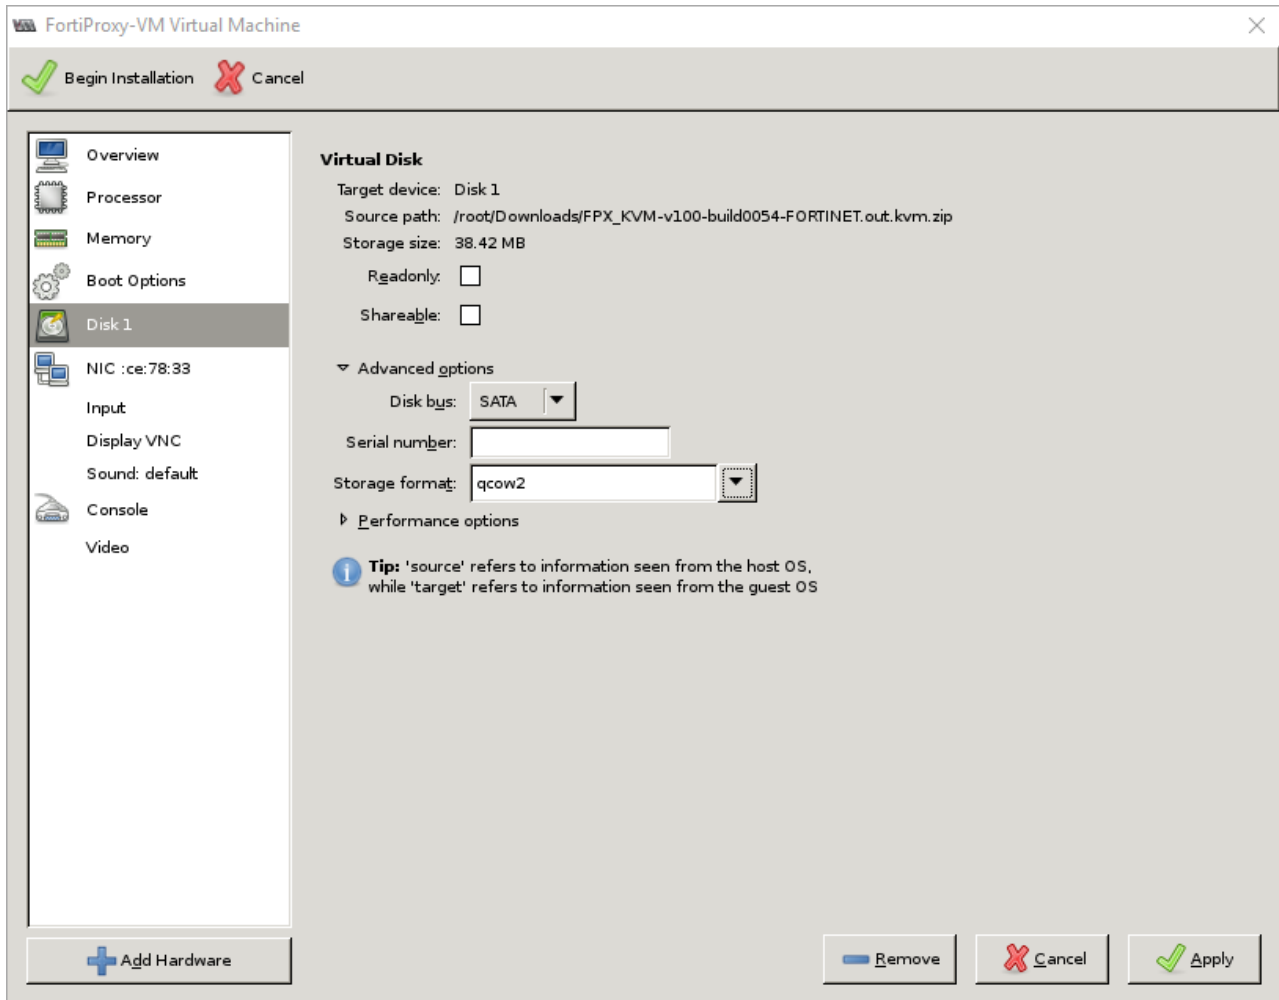 FortiProxy-VM Virtual Machine
Begin Installation Cancel
Overview
Processor
Memory
Boot Options
Disk 1
NIC :ce:78:33
Input
Display VNC
Sound: default
Console
Video
Add Hardware
Virtual Disk
Target device: Disk 1
Source path: /root/Downloads/FPX_KVM-v100-build0054-FORTINET.out.kvm.zip
Storage size: 38.42 MB
Readonly:
Shareable:
Advanced options
Disk bus: SATA
Serial number:
Storage format: qcow2
Performance options
Tip: 'source' refers to information seen from the host OS,
while 'target' refers to information seen from the guest OS
Remove Cancel Apply